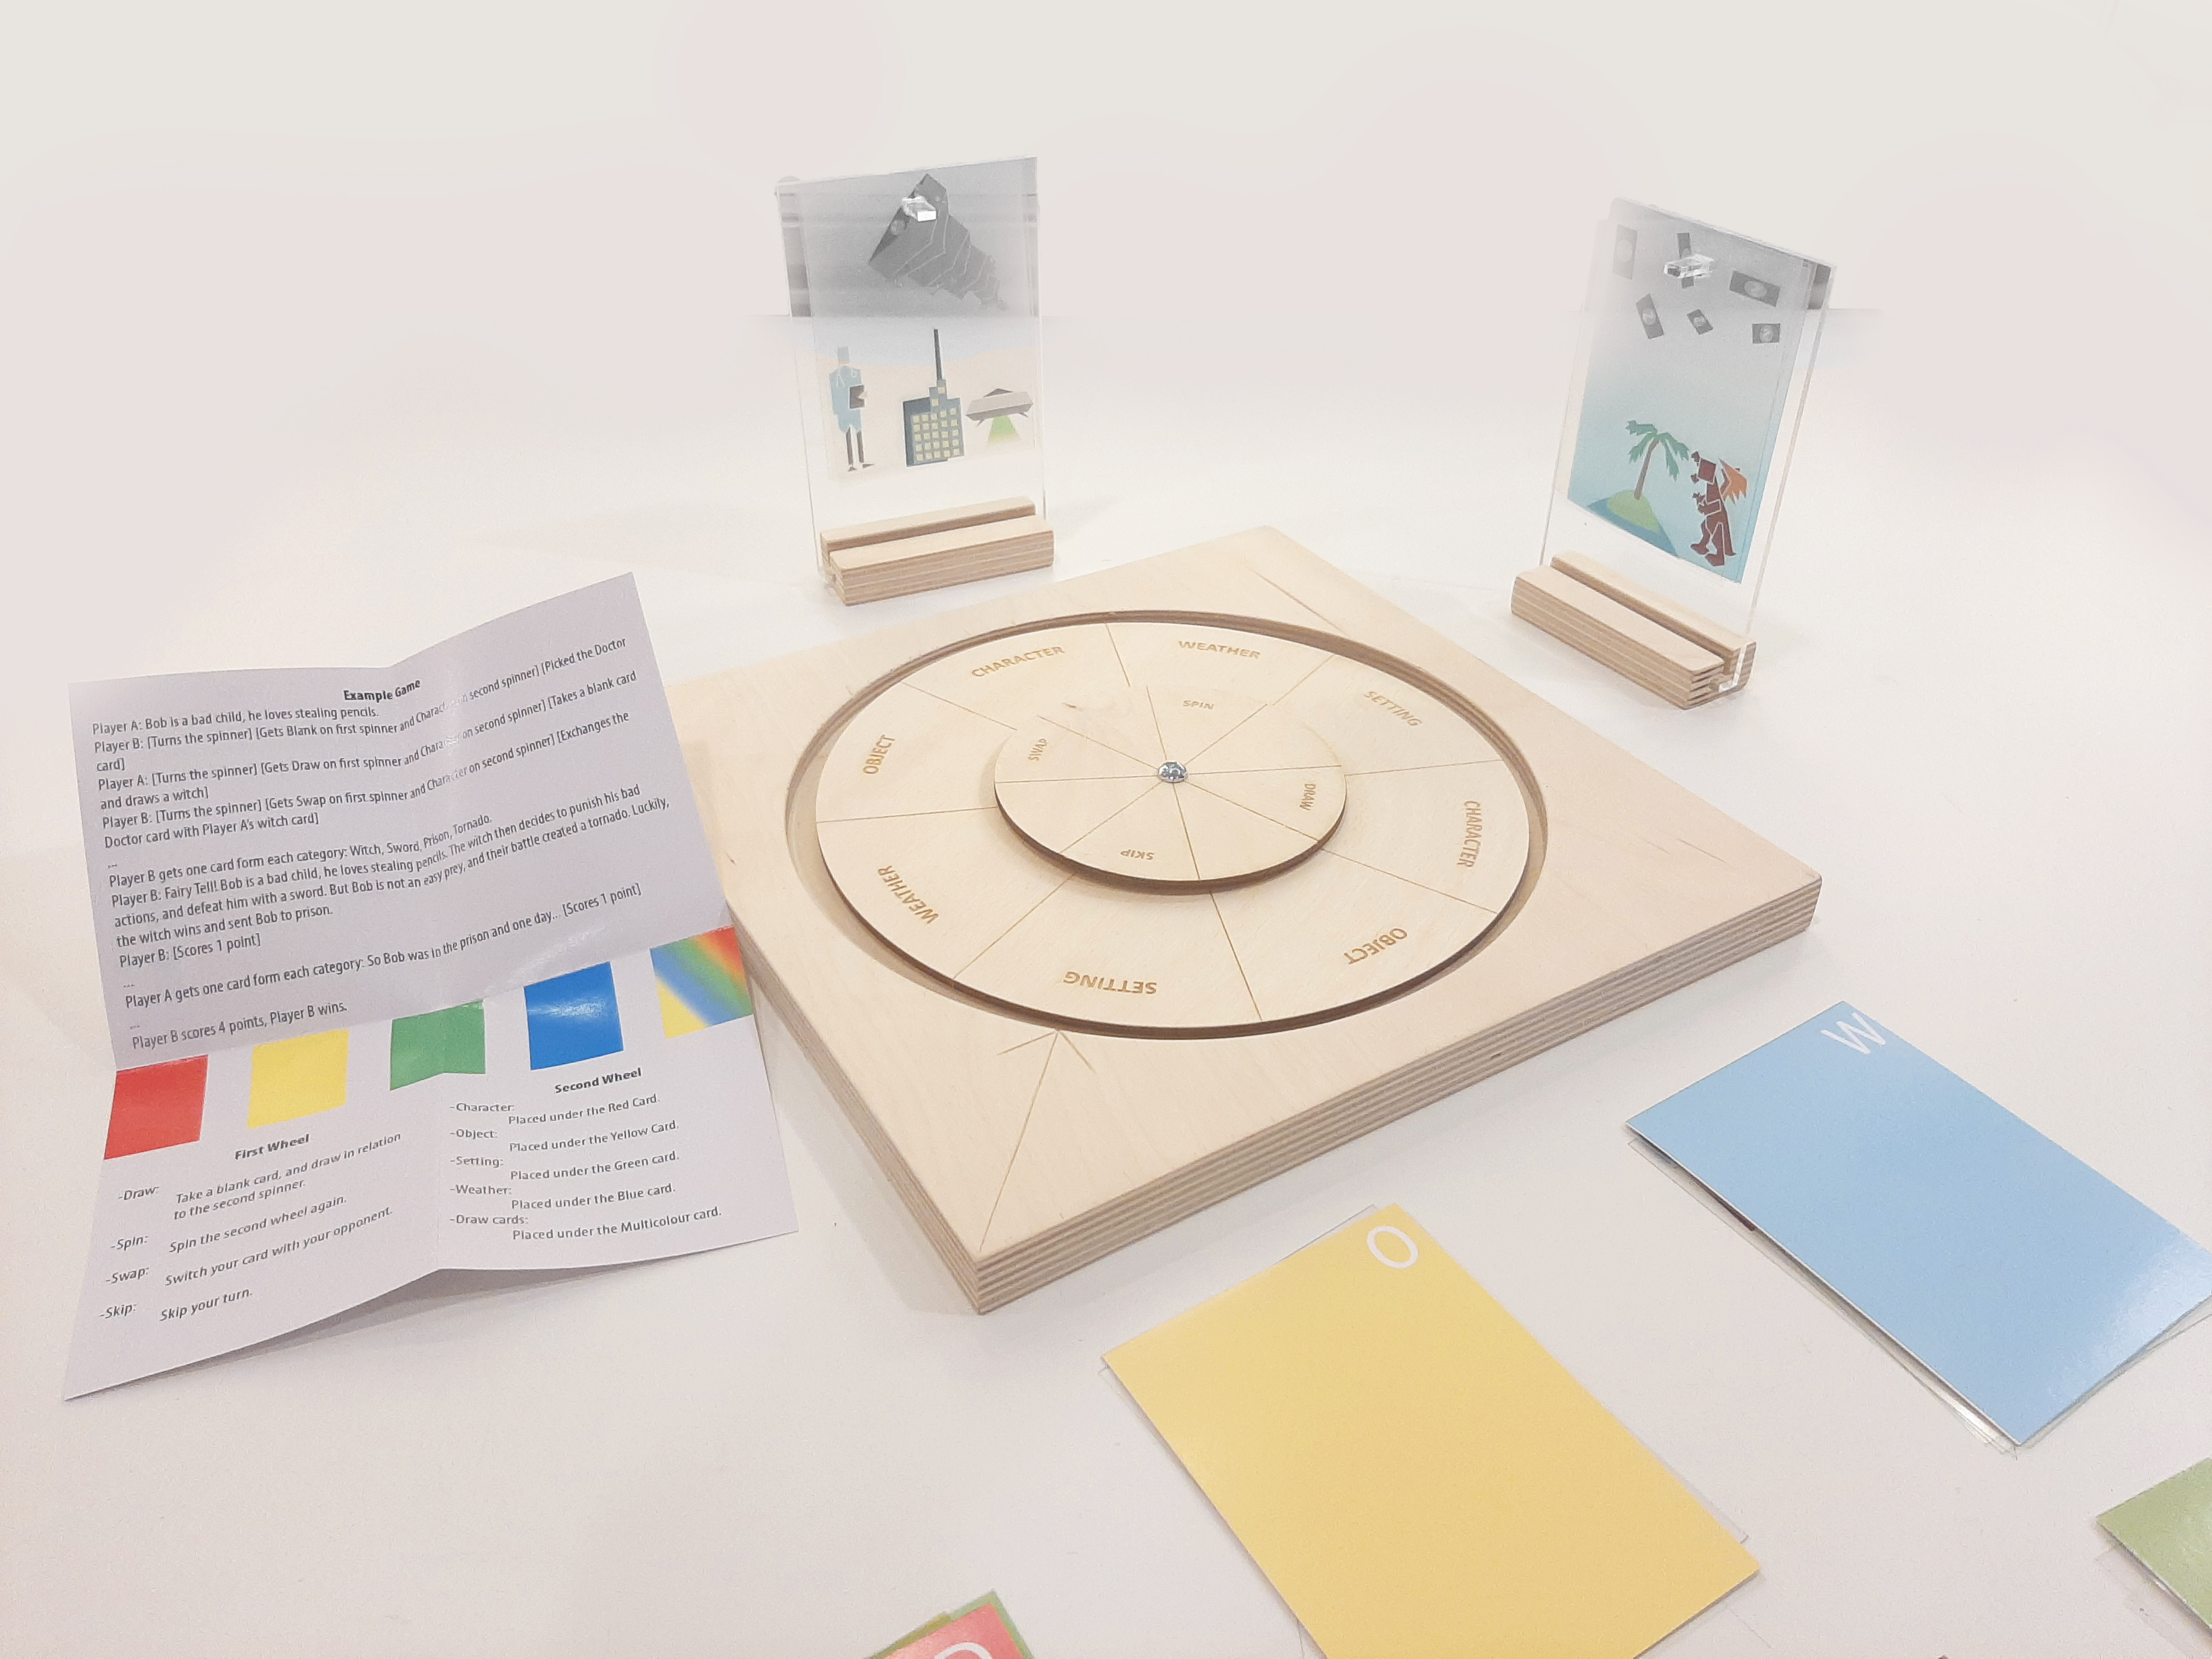 Example Game
Player A: Bob is a bad child, he loves stealing pencils.
Player B: [Turns the spinner] [Gets Blank on first spinner and Character on second spinner] [Picked the Doctor
card]
Player A: [Turns the spinner] [Gets Draw on first spinner and Character on second spinner] [Takes a blank card
and draws a witch]
Player B: [Turns the spinner] [Gets Swap on first spinner and Character on second spinner] [Exchanges the
Doctor card with Player A's witch card]
...
Player B gets one card form each category: Witch, Sword, Prison, Tornado.
Player B: Fairy Tell! Bob is a bad child, he loves stealing pencils. The witch then decides to punish his bad
actions, and defeat him with a sword. But Bob is not an easy prey, and their battle created a tornado. Luckily,
the witch wins and sent Bob to prison.
Player B: [Scores 1 point]
...
Player A gets one card form each category: So Bob was in the prison and one day... [Scores 1 point]
...
Player B scores 4 points, Player B wins.
First Wheel
-Draw: Take a blank card, and draw in relation
to the second spinner.
-Spin: Spin the second wheel again.
-Swap: Switch your card with your opponent.
-Skip: Skip your turn.
Second Wheel
-Character:
Placed under the Red Card.
-Object:
Placed under the Yellow Card.
-Setting:
Placed under the Green card.
-Weather:
Placed under the Blue card.
-Draw cards:
Placed under the Multicolour card.
CHARACTER
WEATHER
SETTING
CHARACTER
OBJECT
SETTING
WEATHER
OBJECT
SPIN
DRAW
SKIP
SWAP
W
O